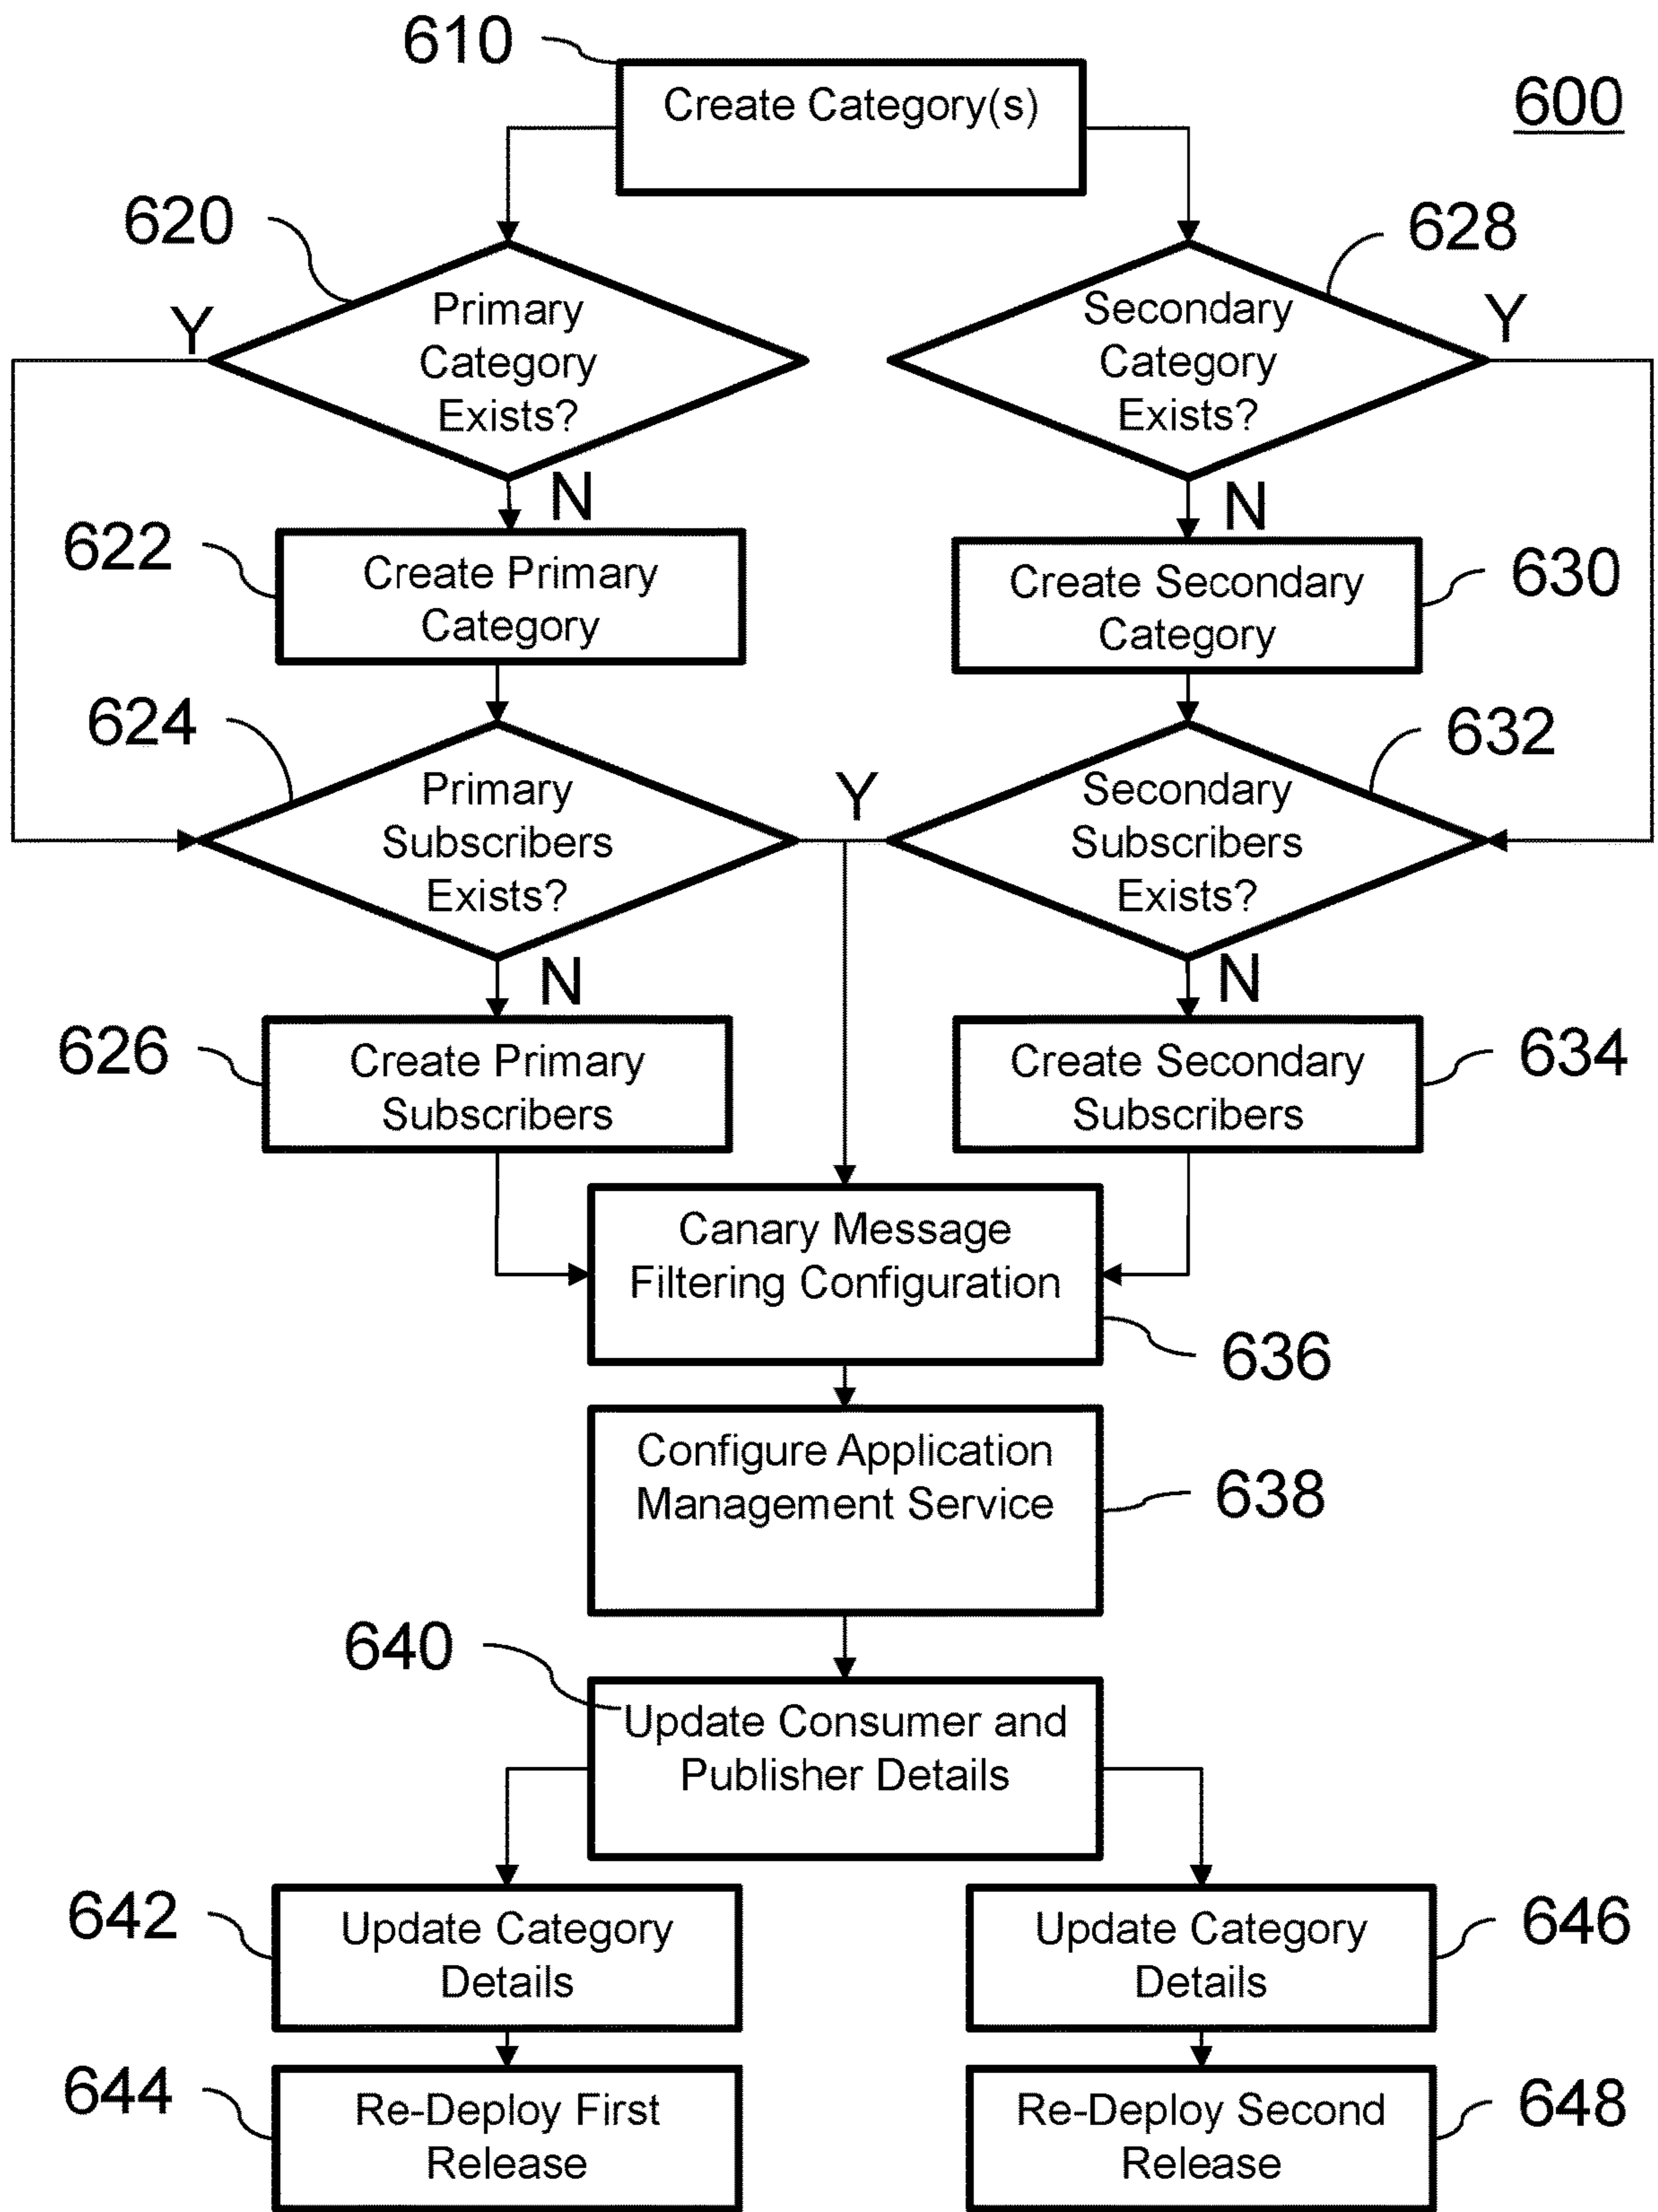 610
Create Category(s)
600
620
628
Y
Primary
Category
Exists?
Secondary
Category
Exists?
Y
N
N
622
Create Primary
Category
Create Secondary
Category
630
624
Primary
Subscribers
Exists?
Y
Secondary
Subscribers
Exists?
632
N
N
626
Create Primary
Subscribers
Create Secondary
Subscribers
634
Canary Message
Filtering Configuration
636
Configure Application
Management Service
638
640
Update Consumer and
Publisher Details
642
Update Category
Details
Update Category
Details
646
644
Re-Deploy First
Release
Re-Deploy Second
Release
648